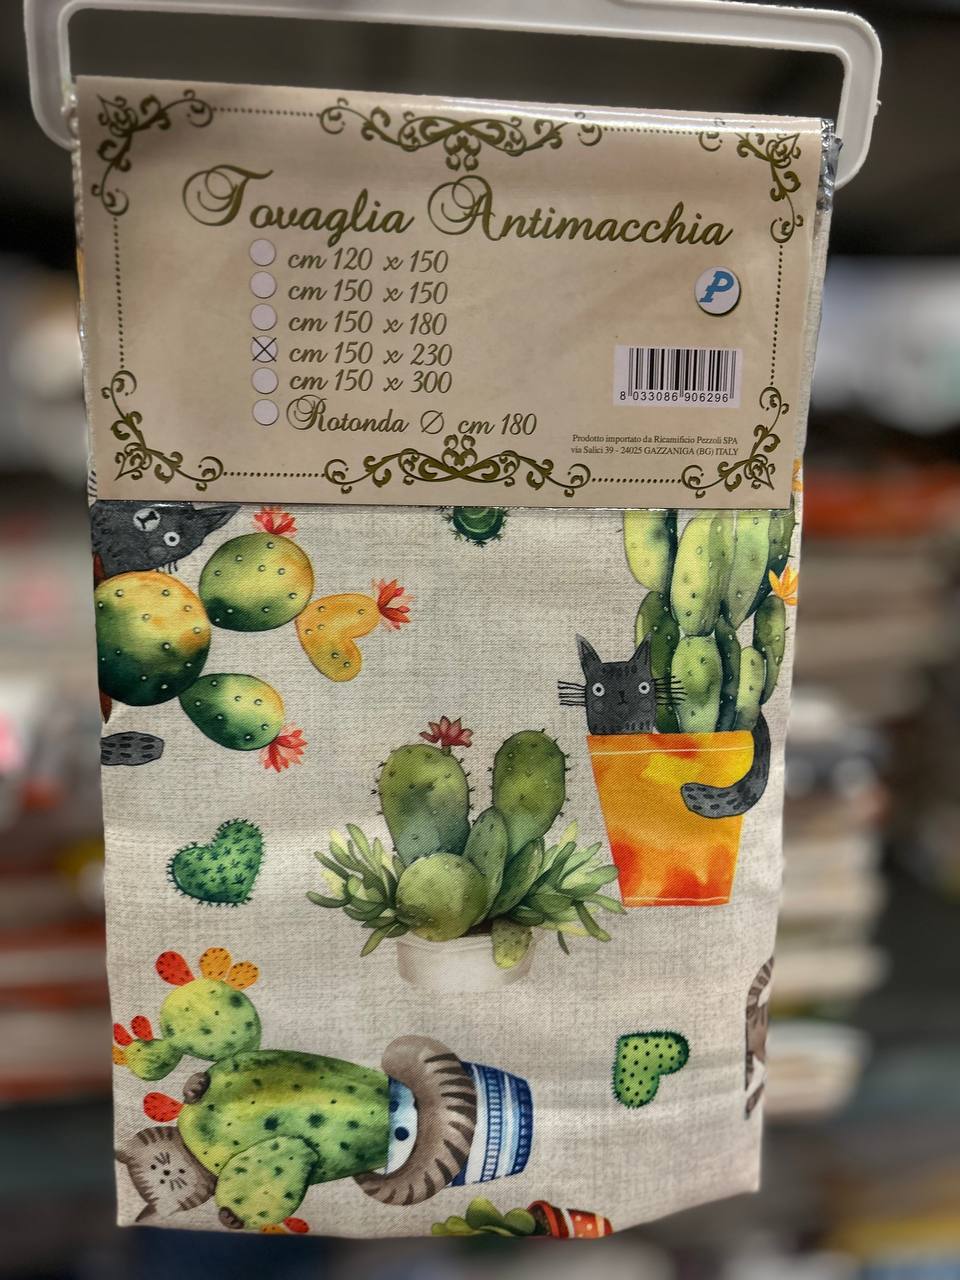 Tovaglia Antimacchia
cm 120 x 150
cm 150 x 150
cm 150 x 180
cm 150 x 230
cm 150 x 300
Rotonda Ø cm 180
P
8 033086 906296
Prodotto importato da Ricamificio Pezzoli SPA
via Salici 39 - 24025 GAZZANIGA (BG) ITALY